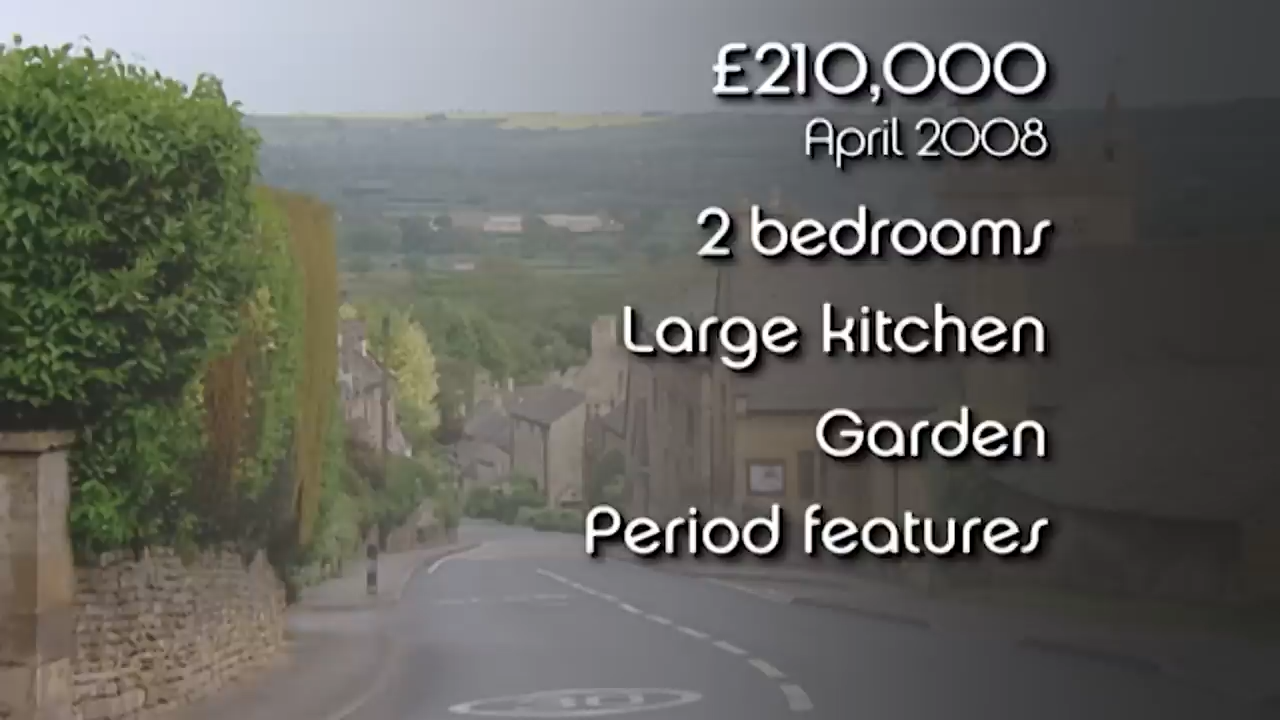 £210,000
April 2008
2 bedrooms
Large kitchen
Garden
Period features